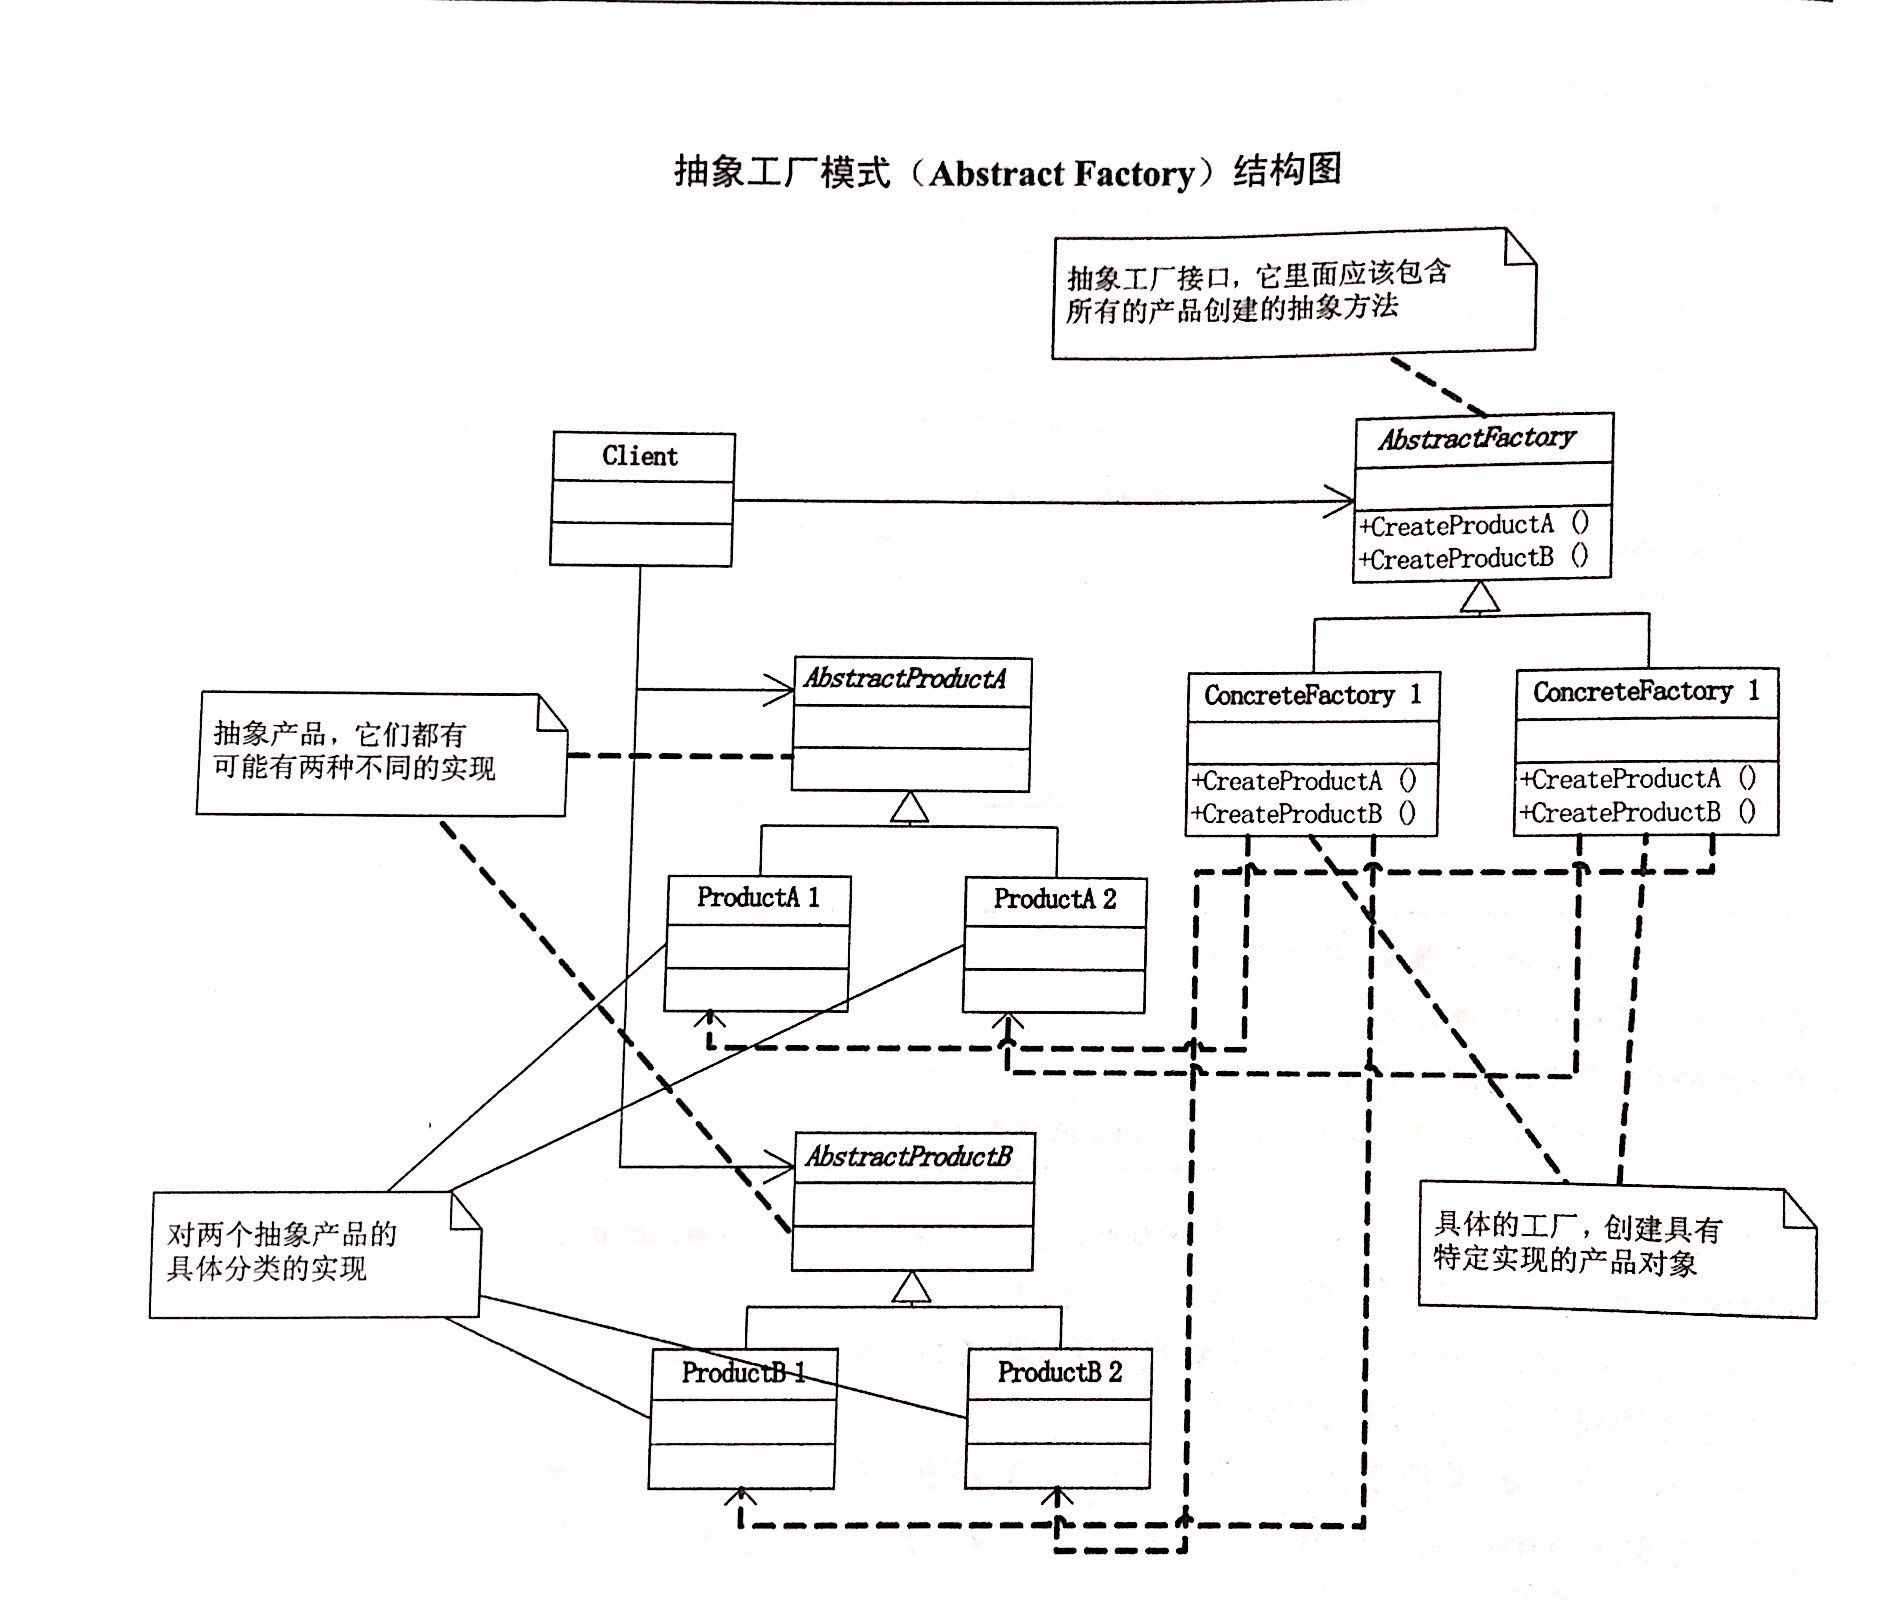 抽象工厂模式（Abstract Factory）结构图
抽象工厂接口，它里面应该包含
所有的产品创建的抽象方法
Client
AbstractFactory
+CreateProductA ()
+CreateProductB ()
AbstractProductA
抽象产品，它们都有
可能有两种不同的实现
ConcreteFactory 1
+CreateProductA ()
+CreateProductB ()
ConcreteFactory 1
+CreateProductA ()
+CreateProductB ()
ProductA 1
ProductA 2
AbstractProductB
对两个抽象产品的
具体分类的实现
具体的工厂，创建具有
特定实现的产品对象
ProductB 1
ProductB 2